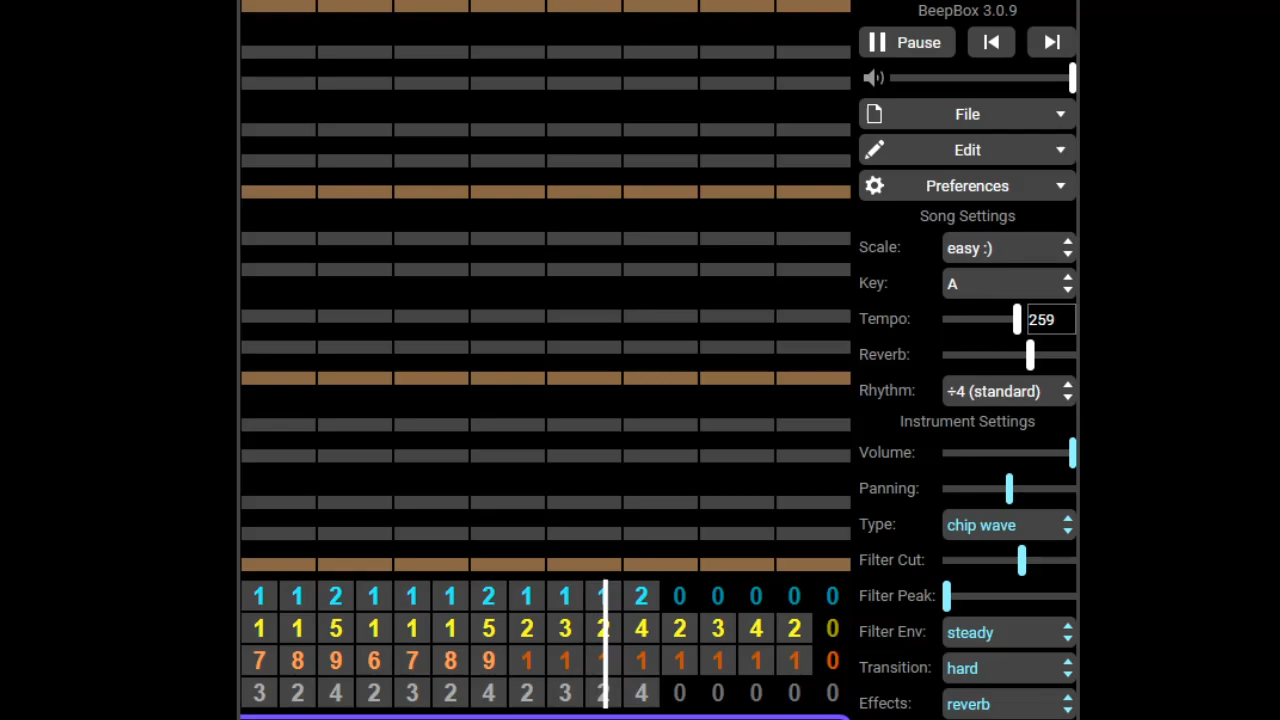 BeepBox 3.0.9
Pause
File
Edit
Preferences
Song Settings
Scale: easy :)
Key: A
Tempo: 259
Reverb:
Rhythm: ÷4 (standard)
Instrument Settings
Volume:
Panning:
Type: chip wave
Filter Cut:
Filter Peak:
Filter Env: steady
Transition: hard
Effects: reverb
1 1 2 1 1 1 2 1 1 1 2 0 0 0 0 0
1 1 5 1 1 1 5 2 3 2 4 2 3 4 2 0
7 8 9 6 7 8 9 1 1 1 1 1 1 1 1 0
3 2 4 2 3 2 4 2 3 2 4 0 0 0 0 0